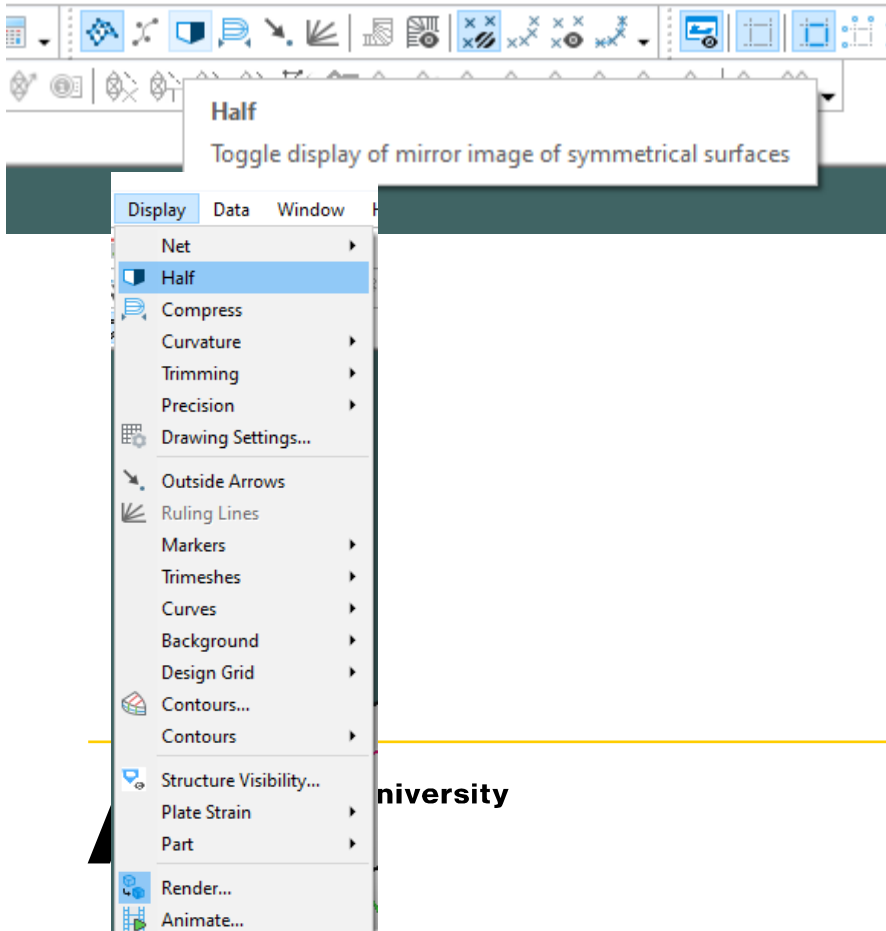 Half
Toggle display of mirror image of symmetrical surfaces
Display Data Window
Net
Half
Compress
Curvature
Trimming
Precision
Drawing Settings...
Outside Arrows
Ruling Lines
Markers
Trimeshes
Curves
Background
Design Grid
Contours...
Contours
Structure Visibility...
Plate Strain
Part
Render...
Animate...
niversity